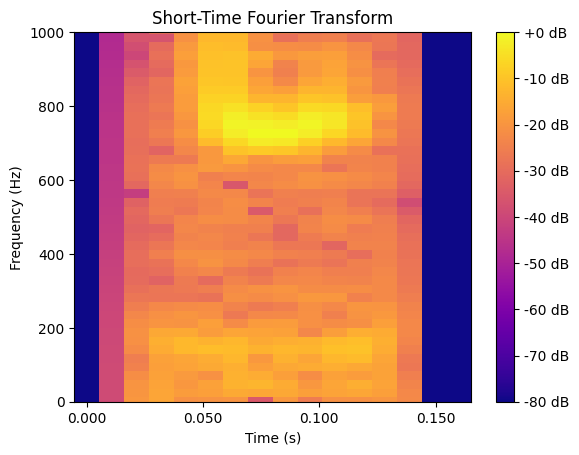 Short-Time Fourier Transform
Frequency (Hz)
1000
800
600
400
200
0
0.000
0.050
0.100
0.150
Time (s)
+0 dB
-10 dB
-20 dB
-30 dB
-40 dB
-50 dB
-60 dB
-70 dB
-80 dB